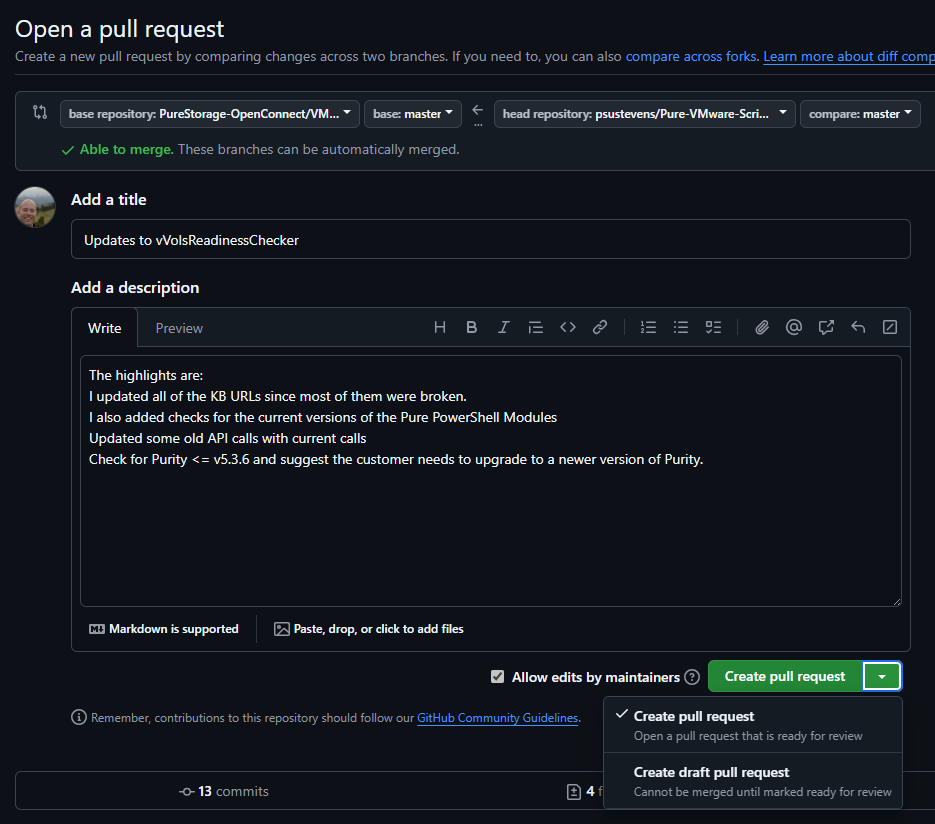 Open a pull request
Create a new pull request by comparing changes across two branches. If you need to, you can also compare across forks. Learn more about diff comp
base repository: PureStorage-OpenConnect/VM... base: master ... head repository: psustevens/Pure-VMware-Scri... compare: master
Able to merge. These branches can be automatically merged.
Add a title
Updates to vVolsReadinessChecker
Add a description
Write Preview H B I
The highlights are:
I updated all of the KB URLs since most of them were broken.
I also added checks for the current versions of the Pure PowerShell Modules
Updated some old API calls with current calls
Check for Purity <= v5.3.6 and suggest the customer needs to upgrade to a newer version of Purity.
Markdown is supported Paste, drop, or click to add files
Allow edits by maintainers Create pull request
Remember, contributions to this repository should follow our GitHub Community Guidelines.
Create pull request
Open a pull request that is ready for review
Create draft pull request
Cannot be merged until marked ready for review
13 commits 4 f